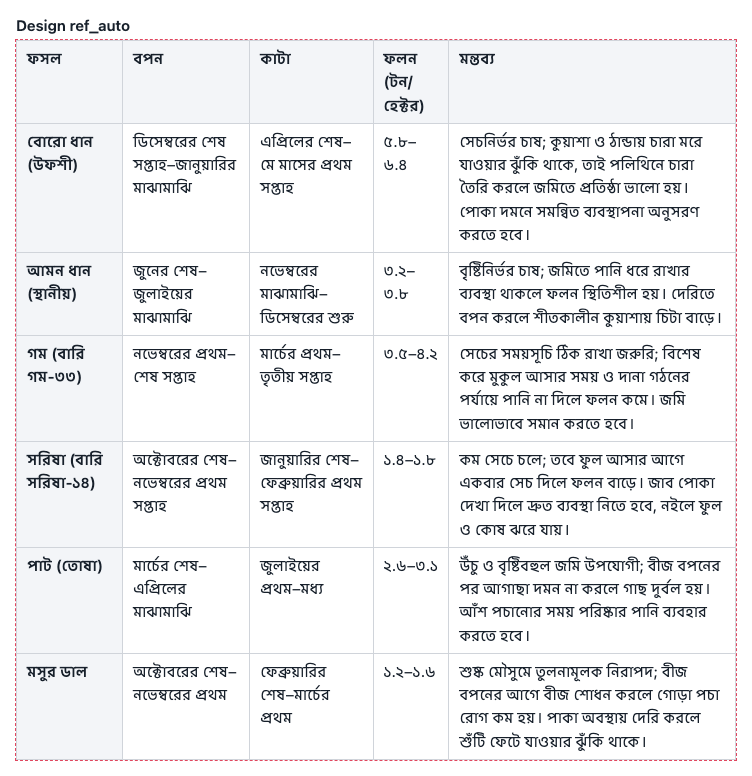 Design ref_auto
ফসল
বপন
কাটা
ফলন
(টন/
হেক্টর)
মন্তব্য
বোরো ধান
(উফশী)
ডিসেম্বরের শেষ
সপ্তাহ–জানুয়ারির
মাঝামাঝি
এপ্রিলের শেষ–
মে মাসের প্রথম
সপ্তাহ
৫.৮–
৬.৪
সেচনির্ভর চাষ; কুয়াশা ও ঠান্ডায় চারা মরে
যাওয়ার ঝুঁকি থাকে, তাই পলিথিনে চারা
তৈরি করলে জমিতে প্রতিষ্ঠা ভালো হয়।
পোকা দমনে সমন্বিত ব্যবস্থাপনা অনুসরণ
করতে হবে।
আমন ধান
(স্থানীয়)
জুনের শেষ–
জুলাইয়ের
মাঝামাঝি
নভেম্বরের
মাঝামাঝি–
ডিসেম্বরের শুরু
৩.২–
৩.৮
বৃষ্টিনির্ভর চাষ; জমিতে পানি ধরে রাখার
ব্যবস্থা থাকলে ফলন স্থিতিশীল হয়। দেরিতে
বপন করলে শীতকালীন কুয়াশায় চিটা বাড়ে।
গম (বারি
গম-৩৩)
নভেম্বরের প্রথম–
শেষ সপ্তাহ
মার্চের প্রথম–
তৃতীয় সপ্তাহ
৩.৫–৪.২
সেচের সময়সূচি ঠিক রাখা জরুরি; বিশেষ
করে মুকুল আসার সময় ও দানা গঠনের
পর্যায়ে পানি না দিলে ফলন কমে। জমি
ভালোভাবে সমান করতে হবে।
সরিষা (বারি
সরিষা-১৪)
অক্টোবরের শেষ–
নভেম্বরের প্রথম
সপ্তাহ
জানুয়ারির শেষ–
ফেব্রুয়ারির প্রথম
সপ্তাহ
১.৪–১.৮
কম সেচে চলে; তবে ফুল আসার আগে
একবার সেচ দিলে ফলন বাড়ে। জাব পোকা
দেখা দিলে দ্রুত ব্যবস্থা নিতে হবে, নইলে ফুল
ও কোষ ঝরে যায়।
পাট (তোষা)
মার্চের শেষ–
এপ্রিলের
মাঝামাঝি
জুলাইয়ের
প্রথম–মধ্য
২.৬–৩.১
উঁচু ও বৃষ্টিবহুল জমি উপযোগী; বীজ বপনের
পর আগাছা দমন না করলে গাছ দুর্বল হয়।
আঁশ পচানোর সময় পরিষ্কার পানি ব্যবহার
করতে হবে।
মসুর ডাল
অক্টোবরের শেষ–
নভেম্বরের প্রথম
ফেব্রুয়ারির
শেষ–মার্চের
প্রথম
১.২–১.৬
শুষ্ক মৌসুমে তুলনামূলক নিরাপদ; বীজ
বপনের আগে বীজ শোধন করলে গোড়া পচা
রোগ কম হয়। পাকা অবস্থায় দেরি করলে
শুঁটি ফেটে যাওয়ার ঝুঁকি থাকে।